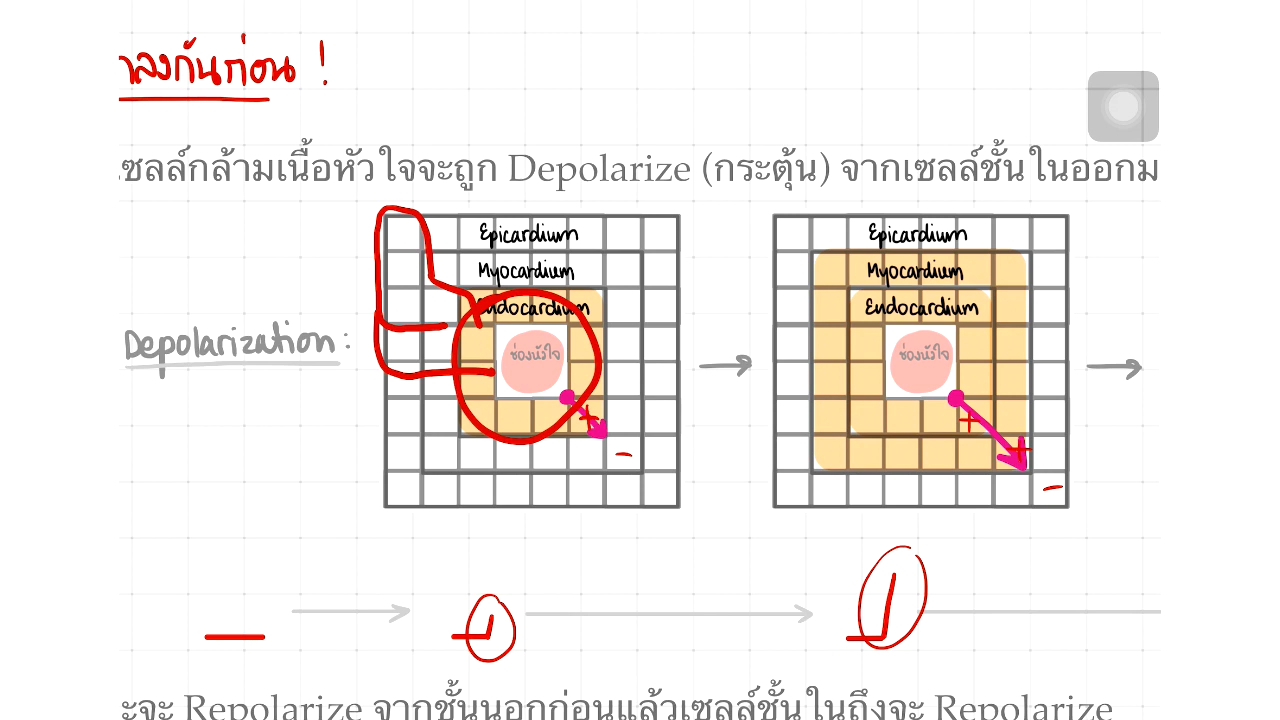 าลงกันก่อน !
เซลล์กล้ามเนื้อหัวใจจะถูก Depolarize (กระตุ้น) จากเซลล์ชั้นในออกม
Epicardium Epicardium
Myocardium Myocardium
Endocardium Endocardium
Depolarization: ช่องหัวใจ ช่องหัวใจ
+ +
+
- -
ะจะ Repolarize จากชั้นนอกก่อนแล้วเซลล์ชั้นในถึงจะ Repolarize